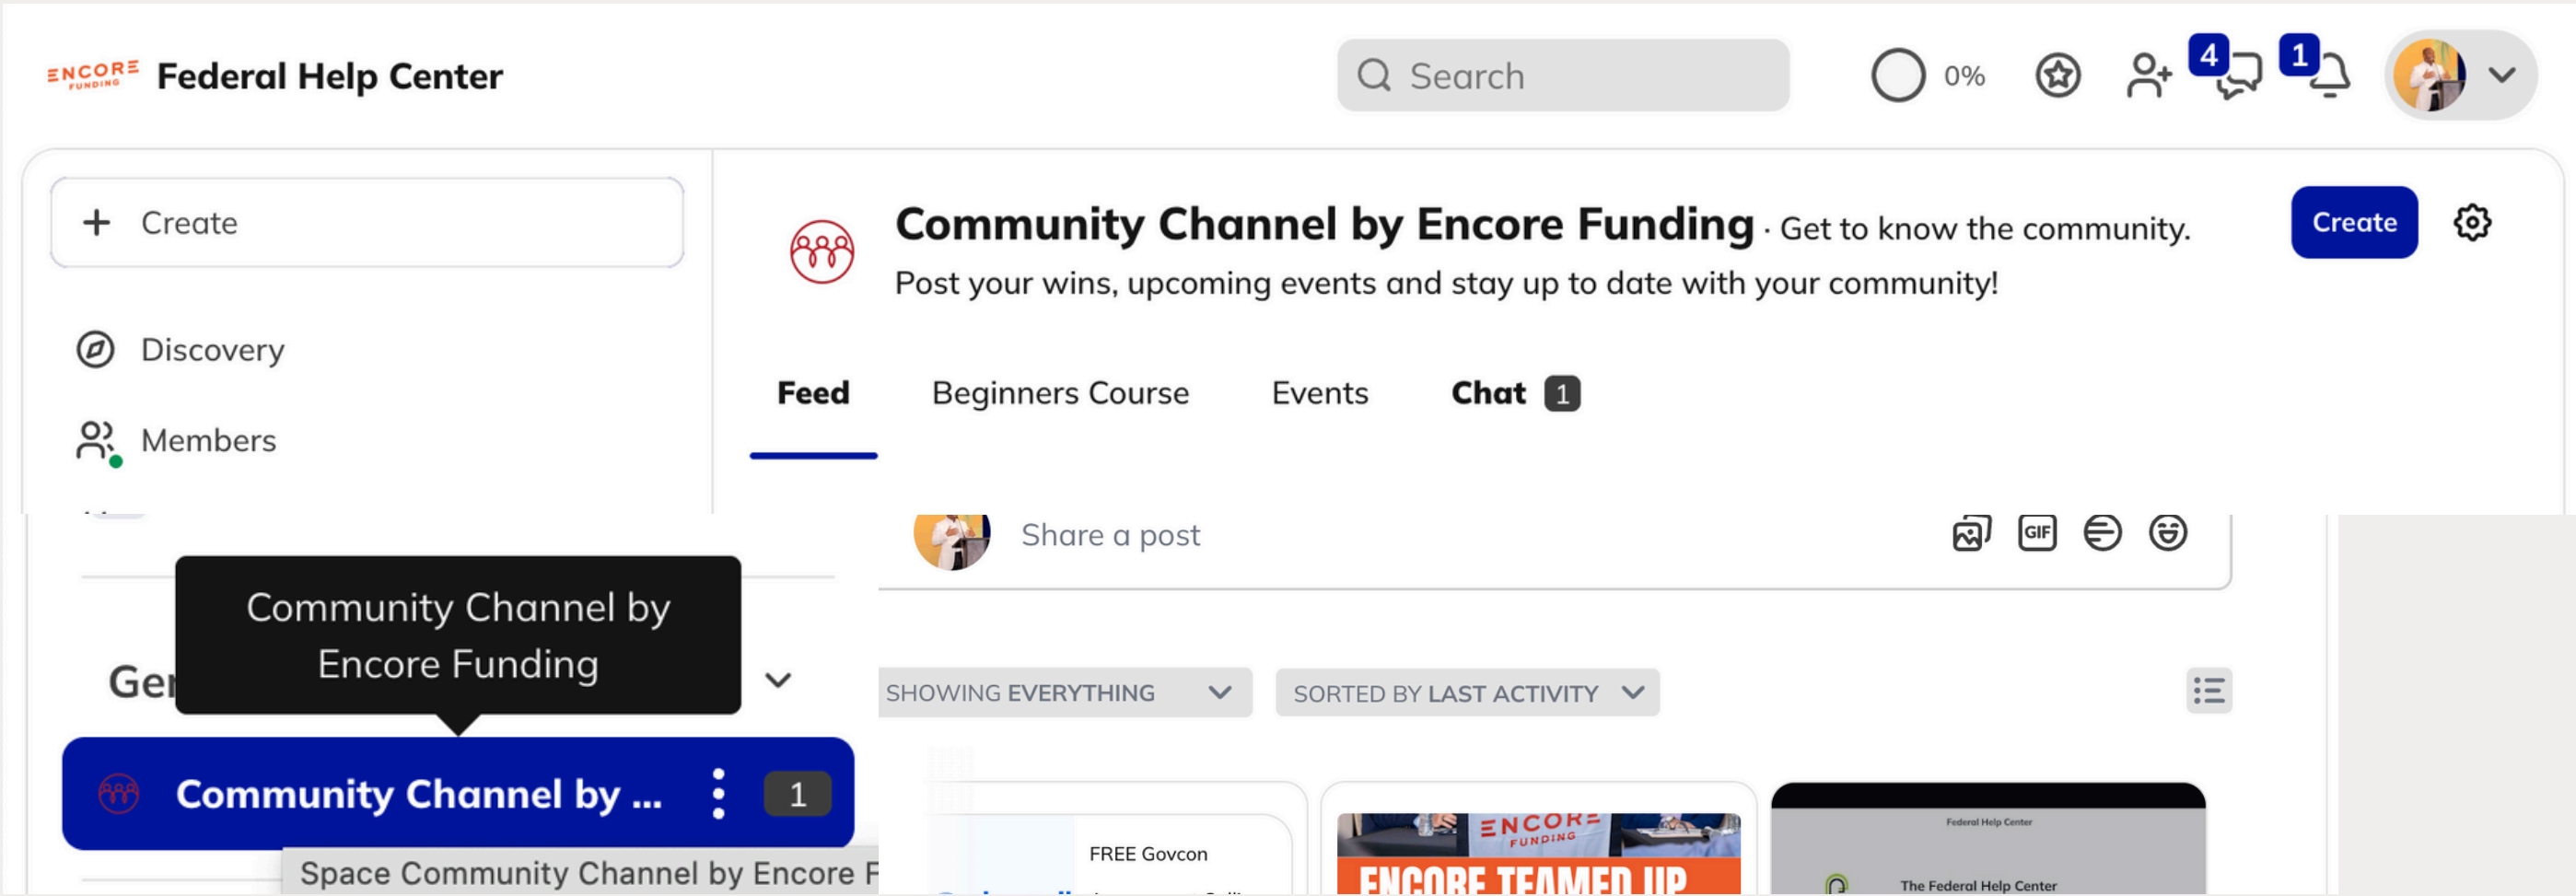 ENCORE
FUNDING
Federal Help Center
Search
0%
4
1
Create
Discovery
Members
Community Channel by Encore Funding · Get to know the community.
Post your wins, upcoming events and stay up to date with your community!
Create
Feed
Beginners Course
Events
Chat 1
Community Channel by
Encore Funding
Community Channel by ...
1
Space Community Channel by Encore
Share a post
GIF
SHOWING EVERYTHING
SORTED BY LAST ACTIVITY
FREE Govcon
ENCORE
FUNDING
ENCORE TEAMED UP
Federal Help Center
The Federal Help Center